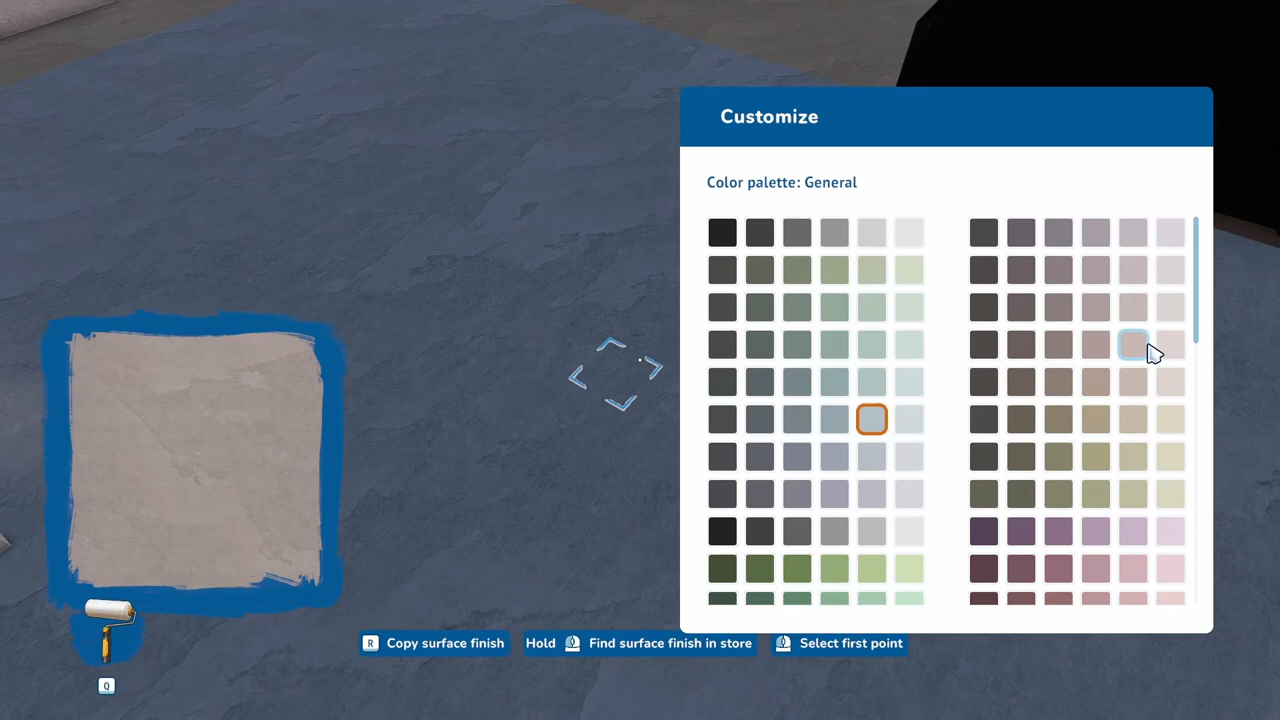 Customize
Color palette: General
R Copy surface finish
Hold Find surface finish in store
Select first point
Q